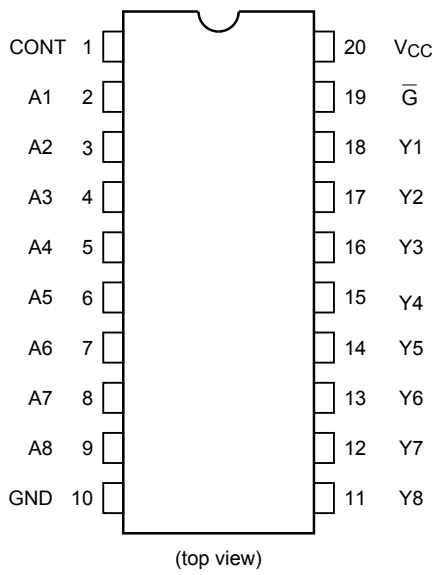 CONT 1 20 VCC
A1 2 19 G̅
A2 3 18 Y1
A3 4 17 Y2
A4 5 16 Y3
A5 6 15 Y4
A6 7 14 Y5
A7 8 13 Y6
A8 9 12 Y7
GND 10 11 Y8
(top view)